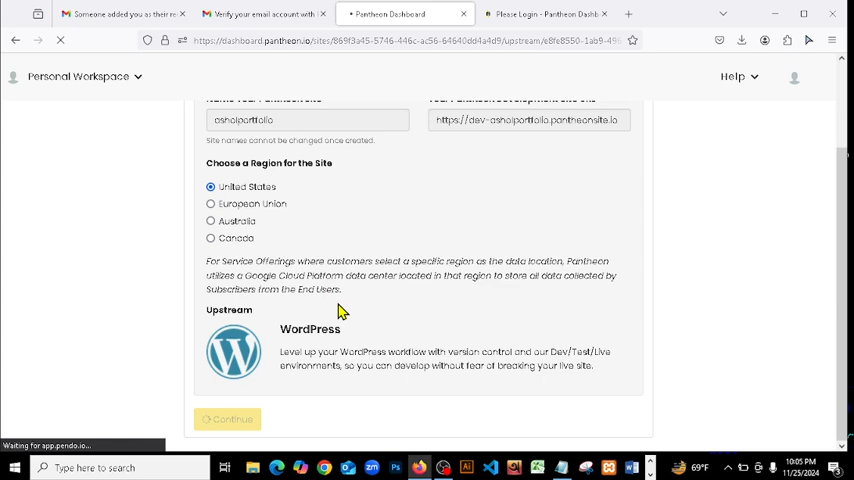 Someone added you as their re
Verify your email account with I
Pantheon Dashboard
Please Login - Pantheon Dashb
https://dashboard.pantheon.io/sites/869f3a45-5746-446c-ac56-64640dd4a4d9/upstream/e8fe8550-1ab9-496
Personal Workspace
Help
asholportfolio
https://dev-asholportfolio.pantheonsite.io
Site names cannot be changed once created.
Choose a Region for the Site
United States
European Union
Australia
Canada
For Service Offerings where customers select a specific region as the data location, Pantheon
utilizes a Google Cloud Platform data center located in that region to store all data collected by
Subscribers from the End Users.
Upstream
WordPress
Level up your WordPress workflow with version control and our Dev/Test/Live
environments, so you can develop without fear of breaking your live site.
Continue
Waiting for app.pendo.io...
Type here to search
69°F
10:05 PM
11/25/2024